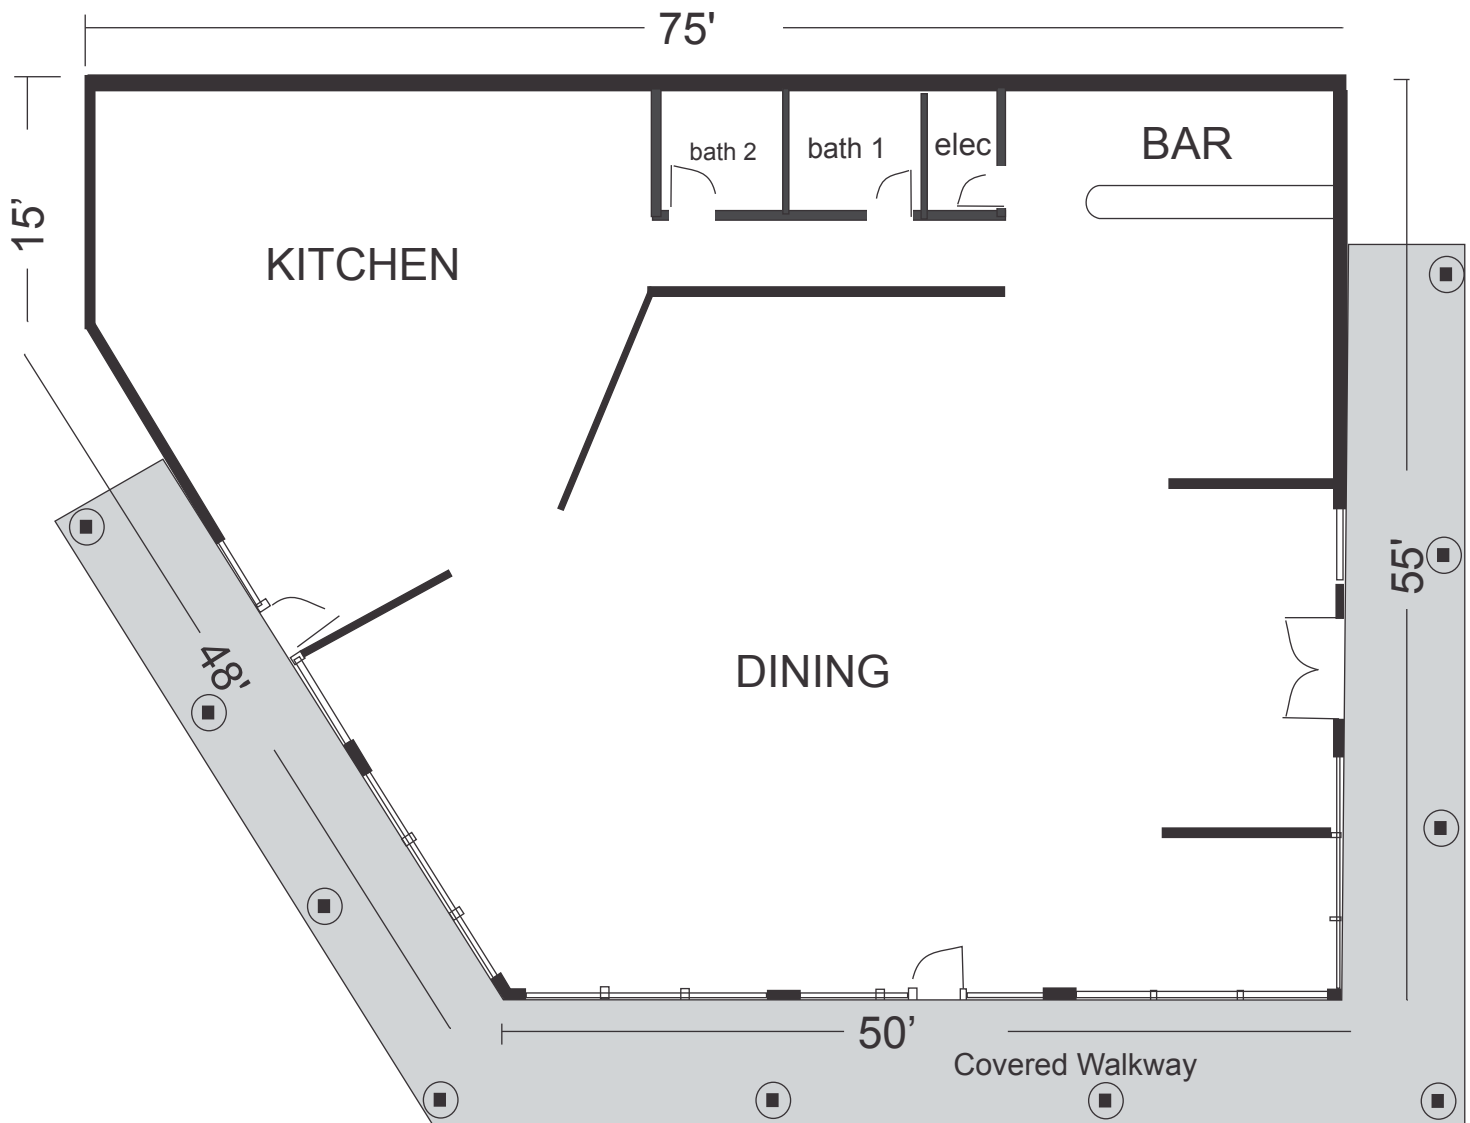 75'
bath 2
bath 1
elec
BAR
15’
KITCHEN
55'
48'
DINING
50’
Covered Walkway